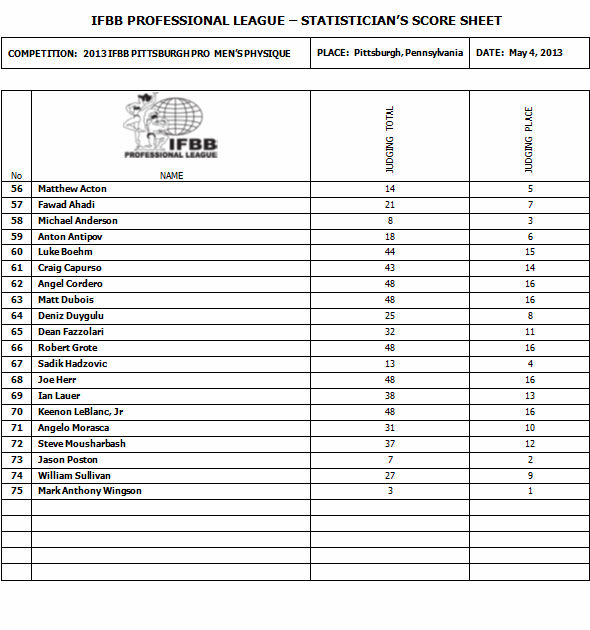 IFBB PROFESSIONAL LEAGUE – STATISTICIAN'S SCORE SHEET
COMPETITION: 2013 IFBB PITTSBURGH PRO MEN'S PHYSIQUE PLACE: Pittsburgh, Pennsylvania DATE: May 4, 2013
IFBB
PROFESSIONAL LEAGUE
No NAME JUDGING TOTAL JUDGING PLACE
56 Matthew Acton 14 5
57 Fawad Ahadi 21 7
58 Michael Anderson 8 3
59 Anton Antipov 18 6
60 Luke Boehm 44 15
61 Craig Capurso 43 14
62 Angel Cordero 48 16
63 Matt Dubois 48 16
64 Deniz Duygulu 25 8
65 Dean Fazzolari 32 11
66 Robert Grote 48 16
67 Sadik Hadzovic 13 4
68 Joe Herr 48 16
69 Ian Lauer 38 13
70 Keenon LeBlanc, Jr 48 16
71 Angelo Morasca 31 10
72 Steve Mousharbash 37 12
73 Jason Poston 7 2
74 William Sullivan 27 9
75 Mark Anthony Wingson 3 1